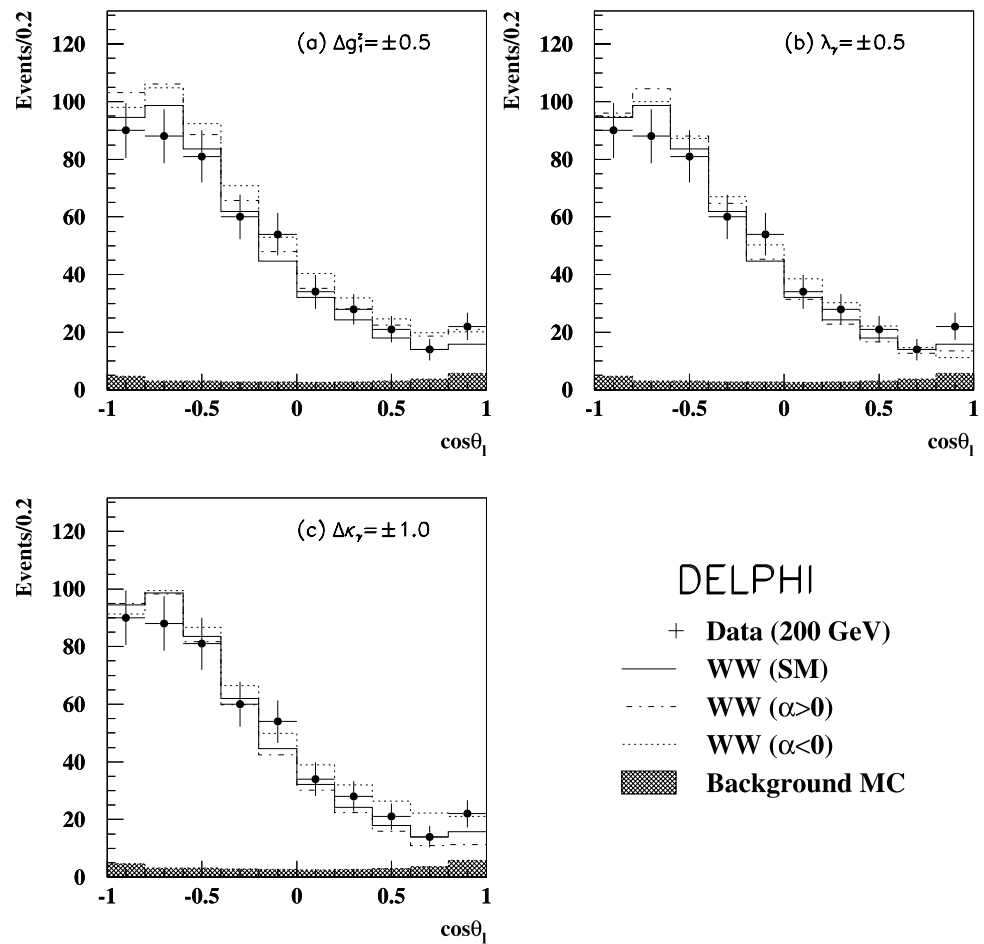 Events/0.2
(a) Δg₁ᶻ=±0.5
120
100
80
60
40
20
0
-1 -0.5 0 0.5 1
cosθₗ
Events/0.2
(b) λᵧ=±0.5
120
100
80
60
40
20
0
-1 -0.5 0 0.5 1
cosθₗ
Events/0.2
(c) Δκᵧ=±1.0
120
100
80
60
40
20
0
-1 -0.5 0 0.5 1
cosθₗ
DELPHI
Data (200 GeV)
WW (SM)
WW (α>0)
WW (α<0)
Background MC